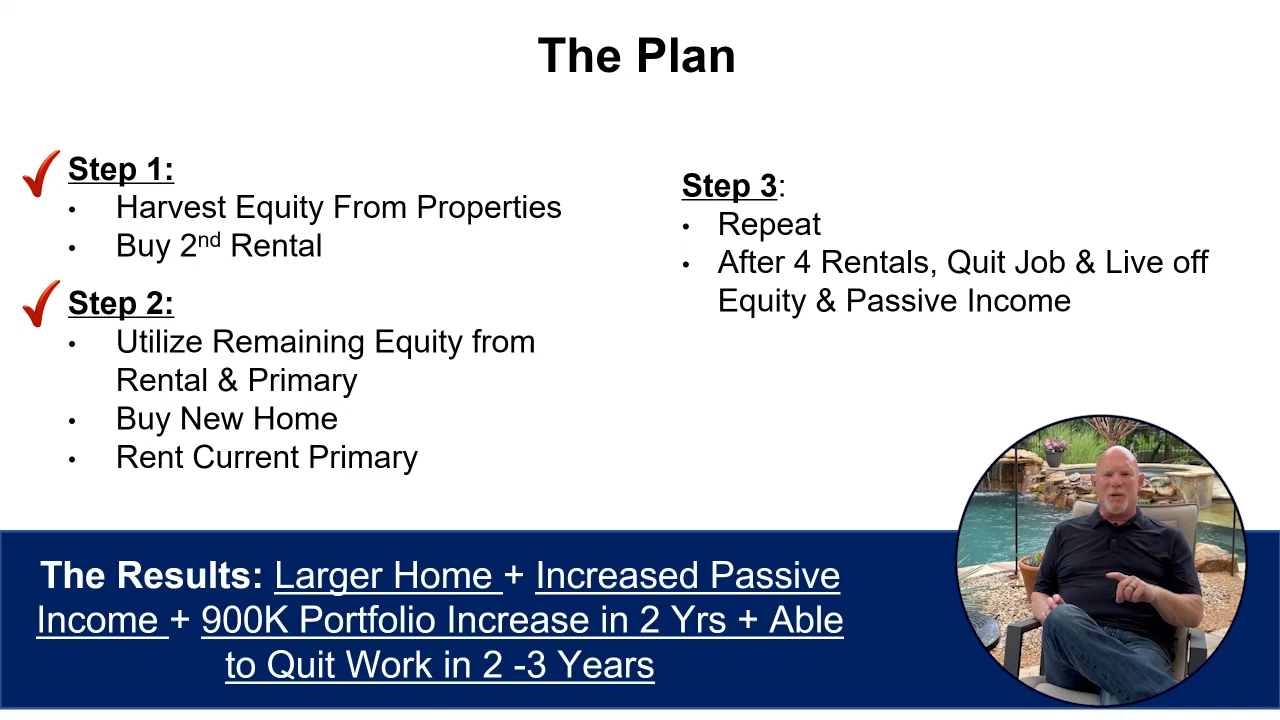 The Plan
Step 1:
• Harvest Equity From Properties
• Buy 2nd Rental
Step 2:
• Utilize Remaining Equity from
Rental & Primary
• Buy New Home
• Rent Current Primary
Step 3:
• Repeat
• After 4 Rentals, Quit Job & Live off
Equity & Passive Income
The Results: Larger Home + Increased Passive
Income + 900K Portfolio Increase in 2 Yrs + Able
to Quit Work in 2 -3 Years